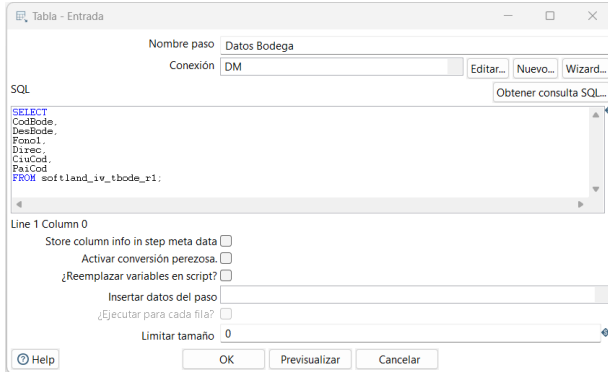 Tabla - Entrada
Nombre paso Datos Bodega
Conexión DM Editar... Nuevo... Wizard...
SQL Obtener consulta SQL...
SELECT
CodBode,
DesBode,
Fono1,
Direc,
CiuCod,
PaiCod
FROM softland_iv_tbode_r1;
Line 1 Column 0
Store column info in step meta data
Activar conversión perezosa.
¿Reemplazar variables en script?
Insertar datos del paso
¿Ejecutar para cada fila?
Limitar tamaño 0
Help OK Previsualizar Cancelar